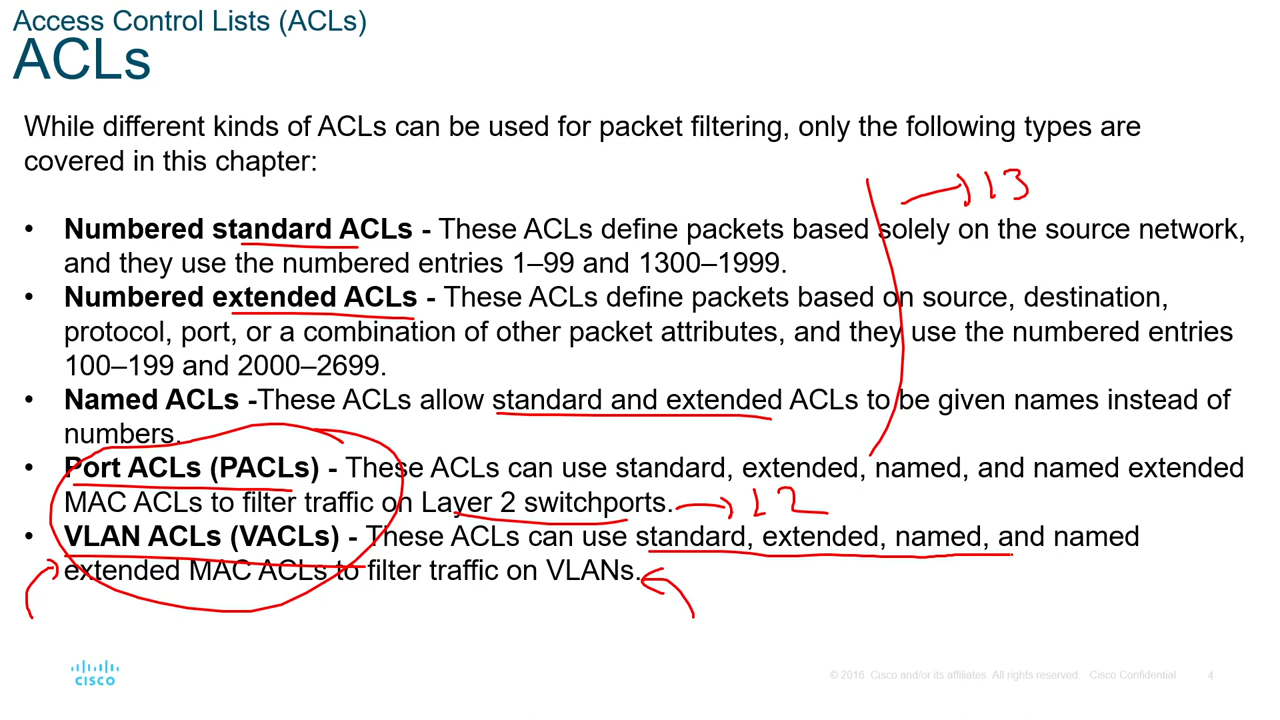 Access Control Lists (ACLs)
ACLs
While different kinds of ACLs can be used for packet filtering, only the following types are
covered in this chapter:
L3
• Numbered standard ACLs - These ACLs define packets based solely on the source network,
and they use the numbered entries 1–99 and 1300–1999.
• Numbered extended ACLs - These ACLs define packets based on source, destination,
protocol, port, or a combination of other packet attributes, and they use the numbered entries
100–199 and 2000–2699.
• Named ACLs -These ACLs allow standard and extended ACLs to be given names instead of
numbers.
• Port ACLs (PACLs) - These ACLs can use standard, extended, named, and named extended
MAC ACLs to filter traffic on Layer 2 switchports. L2
• VLAN ACLs (VACLs) - These ACLs can use standard, extended, named, and named
extended MAC ACLs to filter traffic on VLANs.
CISCO
© 2016 Cisco and/or its affiliates. All rights reserved. Cisco Confidential 4